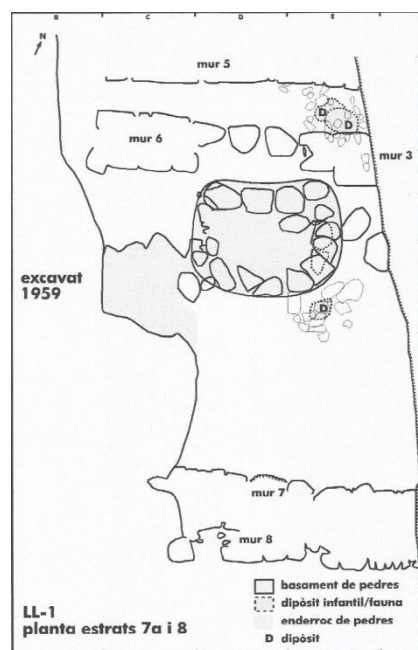 B C D E
N
mur 5
D
mur 6
D
mur 3
excavat
1959
D
mur 7
mur 8
basament de pedres
dipòsit infantil/fauna
enderroc de pedres
D dipòsit
LL-1
planta estrats 7a i 8